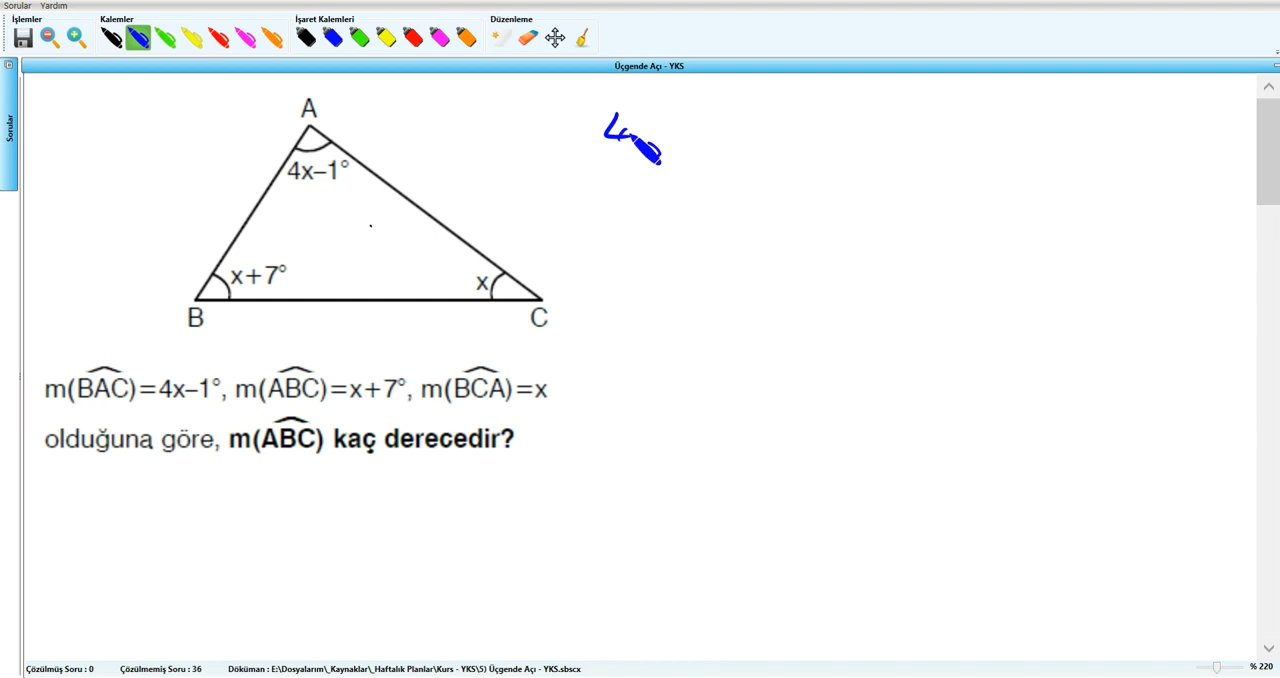 Sorular Yardım
İşlemler Kalemler İşaret Kalemleri Düzenleme
Üçgende Açı - YKS
Sorular
A
4x–1°
x+7°
x
B
C
4
m(BAC)=4x–1°, m(ABC)=x+7°, m(BCA)=x
olduğuna göre, m(ABC) kaç derecedir?
Çözülmüş Soru : 0 Çözülmemiş Soru : 36 Döküman : E:\Dosyalarım\_Kaynaklar\_Haftalık Planlar\Kurs - YKS\5) Üçgende Açı - YKS.sbscx % 220